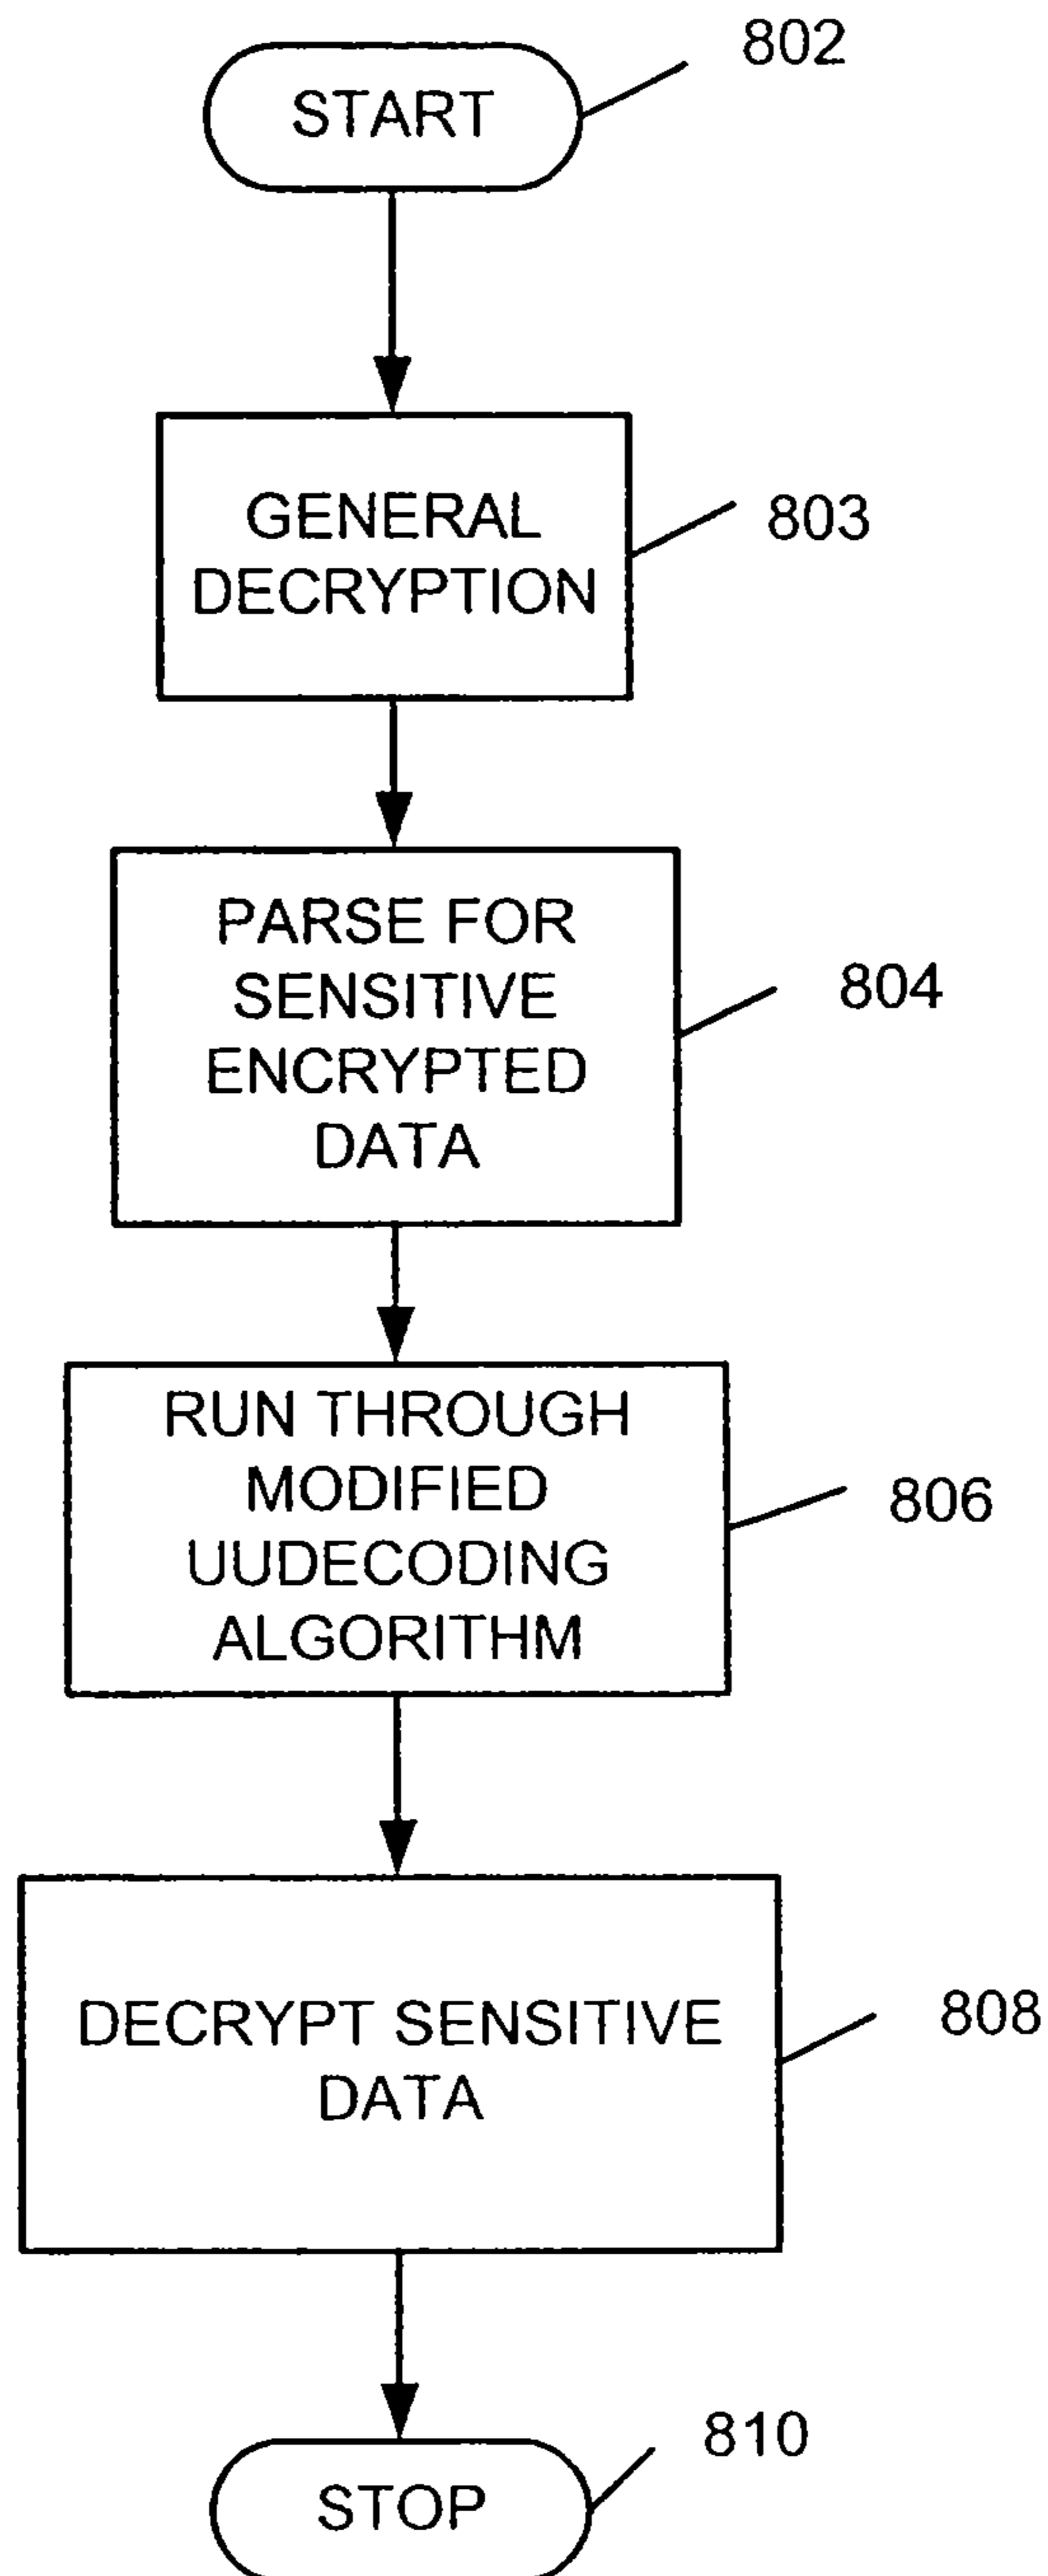 802
START
GENERAL
DECRYPTION
803
PARSE FOR
SENSITIVE
ENCRYPTED
DATA
804
RUN THROUGH
MODIFIED
UUDECODING
ALGORITHM
806
DECRYPT SENSITIVE
DATA
808
810
STOP